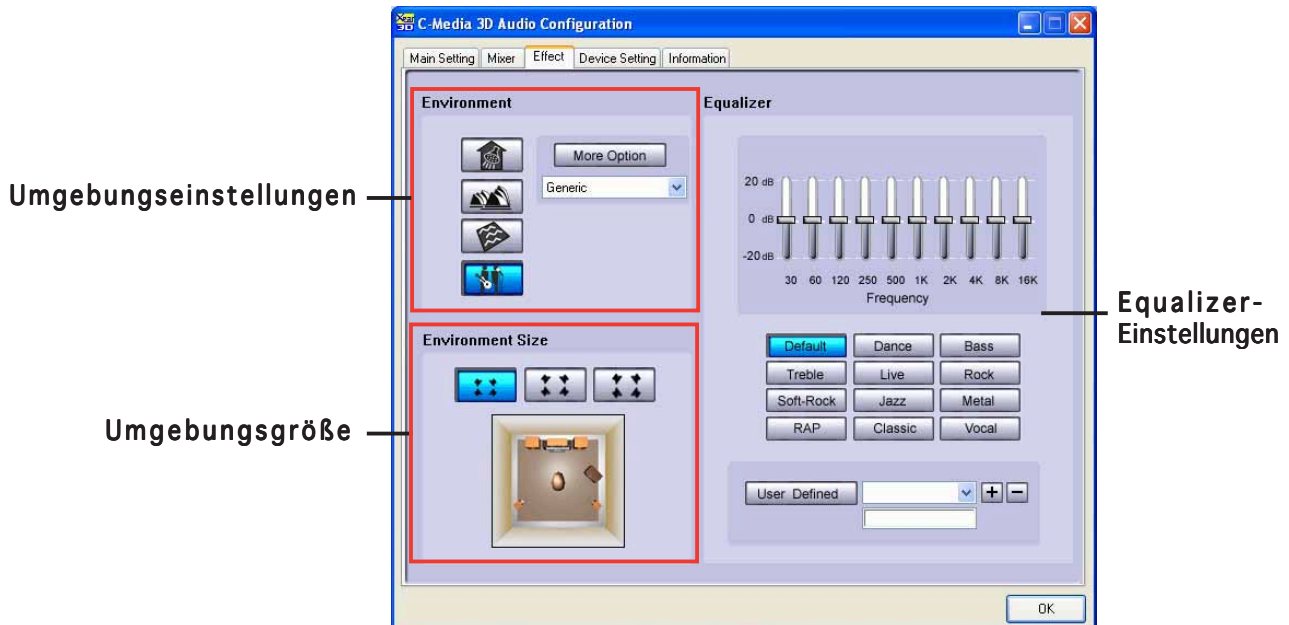 Xear 3D C-Media 3D Audio Configuration
Main Setting Mixer Effect Device Setting Information
Environment
More Option
Generic
Umgebungseinstellungen
Environment Size
Umgebungsgröße
Equalizer
20 dB
0 dB
-20 dB
30 60 120 250 500 1K 2K 4K 8K 16K
Frequency
Equalizer-
Einstellungen
Default Dance Bass
Treble Live Rock
Soft-Rock Jazz Metal
RAP Classic Vocal
User Defined + −
OK